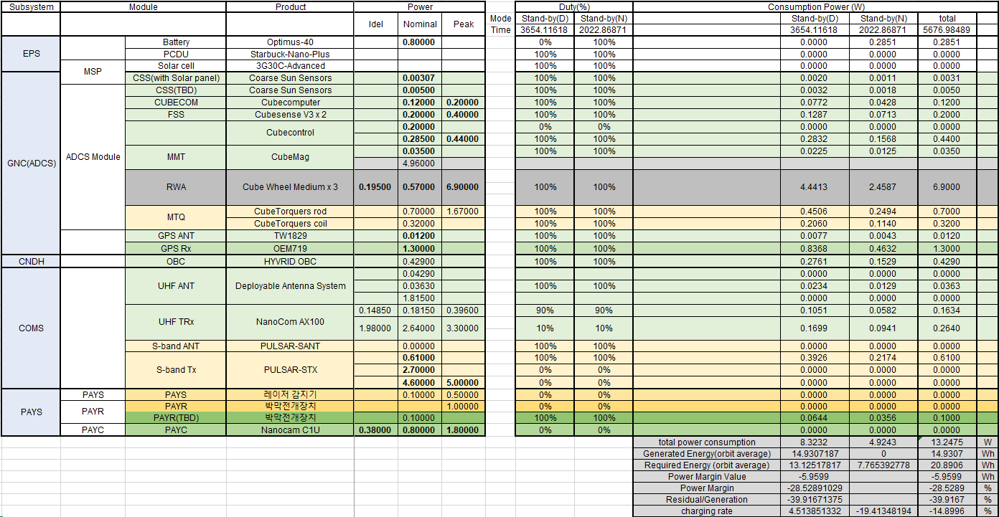 Subsystem Module Product Power Duty(%) Consumption Power (W)
Idel Nominal Peak Mode Stand-by(D) Stand-by(N) Stand-by(D) Stand-by(N) total
Time 3654.11618 2022.86871 3654.11618 2022.86871 5676.98489
EPS Battery Optimus-40 0.80000 0% 100% 0.0000 0.2851 0.2851
PCDU Starbuck-Nano-Plus 100% 100% 0.0000 0.0000 0.0000
MSP Solar cell 3G30C-Advanced 100% 100% 0.0000 0.0000 0.0000
GNC(ADCS) CSS(with Solar panel) Coarse Sun Sensors 0.00307 100% 100% 0.0020 0.0011 0.0031
ADCS Module CSS(TBD) Coarse Sun Sensors 0.00500 100% 100% 0.0032 0.0018 0.0050
CUBECOM Cubecomputer 0.12000 0.20000 100% 100% 0.0772 0.0428 0.1200
FSS Cubesense V3 x 2 0.20000 0.40000 100% 100% 0.1287 0.0713 0.2000
Cubecontrol 0.20000 0% 0% 0.0000 0.0000 0.0000
0.28500 0.44000 100% 100% 0.2832 0.1568 0.4400
MMT CubeMag 0.03500 100% 100% 0.0225 0.0125 0.0350
4.96000
RWA Cube Wheel Medium x 3 0.19500 0.57000 6.90000 100% 100% 4.4413 2.4587 6.9000
MTQ CubeTorquers rod 0.70000 1.67000 100% 100% 0.4506 0.2494 0.7000
CubeTorquers coil 0.32000 100% 100% 0.2060 0.1140 0.3200
GPS ANT TW1829 0.01200 100% 100% 0.0077 0.0043 0.0120
GPS Rx OEM719 1.30000 100% 100% 0.8368 0.4632 1.3000
CNDH OBC HYVRID OBC 0.42900 100% 100% 0.2761 0.1529 0.4290
COMS UHF ANT Deployable Antenna System 0.04290 0.0000 0.0000 0.0000
0.03630 100% 100% 0.0234 0.0129 0.0363
1.81500 0.0000 0.0000 0.0000
UHF TRx NanoCom AX100 0.14850 0.18150 0.39600 90% 90% 0.1051 0.0582 0.1634
1.98000 2.64000 3.30000 10% 10% 0.1699 0.0941 0.2640
S-band ANT PULSAR-SANT 0.00000 100% 100% 0.0000 0.0000 0.0000
S-band Tx PULSAR-STX 0.61000 100% 100% 0.3926 0.2174 0.6100
2.70000 0% 0% 0.0000 0.0000 0.0000
4.60000 5.00000 0% 0% 0.0000 0.0000 0.0000
PAYS PAYS PAYS 레이저 감지기 0.10000 0.50000 0% 0% 0.0000 0.0000 0.0000
PAYR PAYR 박막전개장치 1.00000 0% 0% 0.0000 0.0000 0.0000
PAYR(TBD) 박막전개장치 0.10000 100% 100% 0.0644 0.0356 0.1000
PAYC PAYC Nanocam C1U 0.38000 0.80000 1.80000 0% 0% 0.0000 0.0000 0.0000
total power consumption 8.3232 4.9243 13.2475 W
Generated Energy(orbit average) 14.9307187 0 14.9307 Wh
Required Energy (orbit average) 13.12517817 7.765392778 20.8906 Wh
Power Margin Value -5.9599 -5.9599 Wh
Power Margin -28.52891029 -28.5289 %
Residual/Generation -39.91671375 -39.9167 %
charging rate 4.513851332 -19.41348194 -14.8996 %